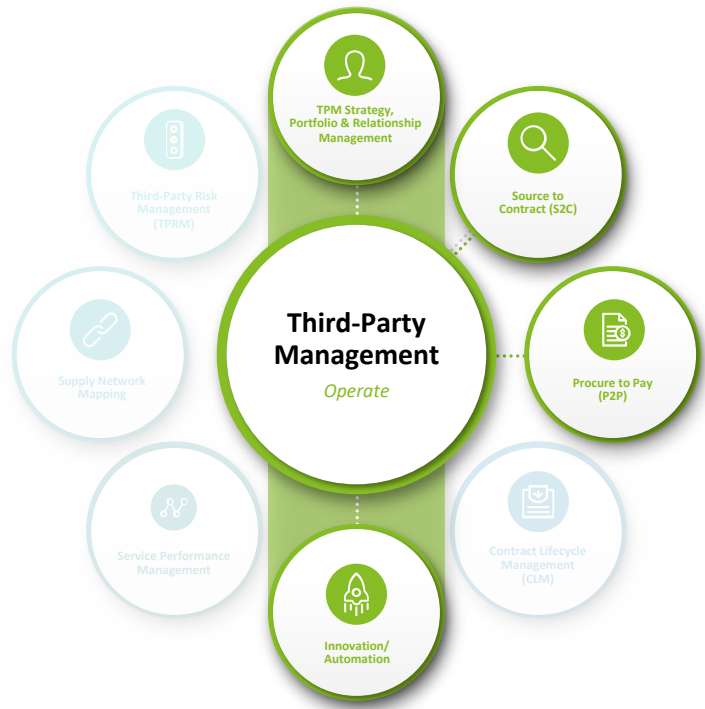 TPM Strategy,
Portfolio & Relationship
Management
Third-Party Risk
Management
(TPRM)
Source to
Contract (S2C)
Third-Party
Management
Operate
Supply Network
Mapping
Procure to Pay
(P2P)
Service Performance
Management
Contract Lifecycle
Management
(CLM)
Innovation/
Automation